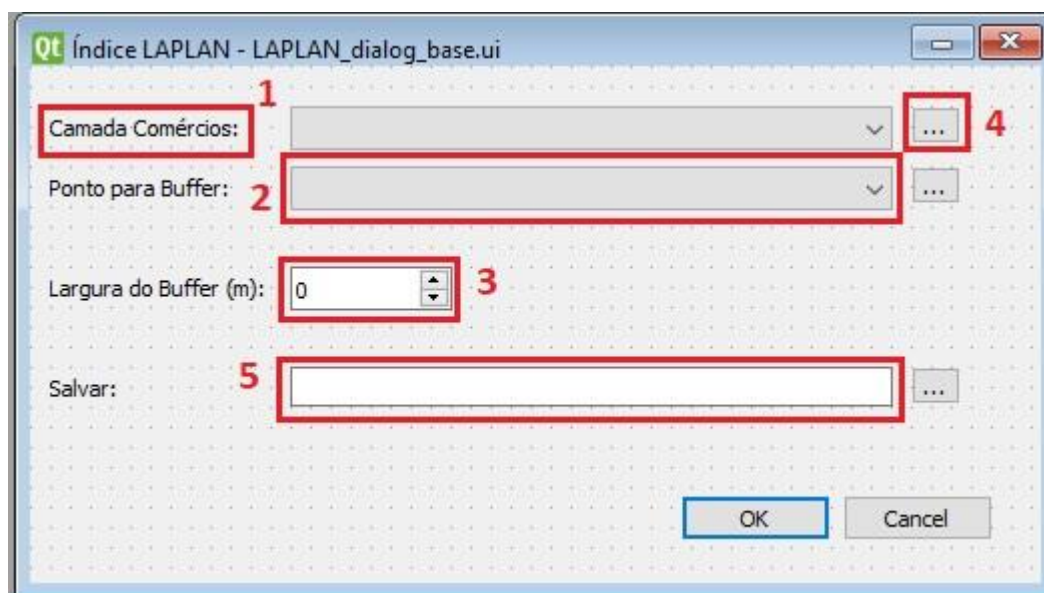 Qt Índice LAPLAN - LAPLAN_dialog_base.ui
1
Camada Comércios: ... 4
Ponto para Buffer: 2 ...
Largura do Buffer (m): 0 3
Salvar: 5 ...
OK Cancel